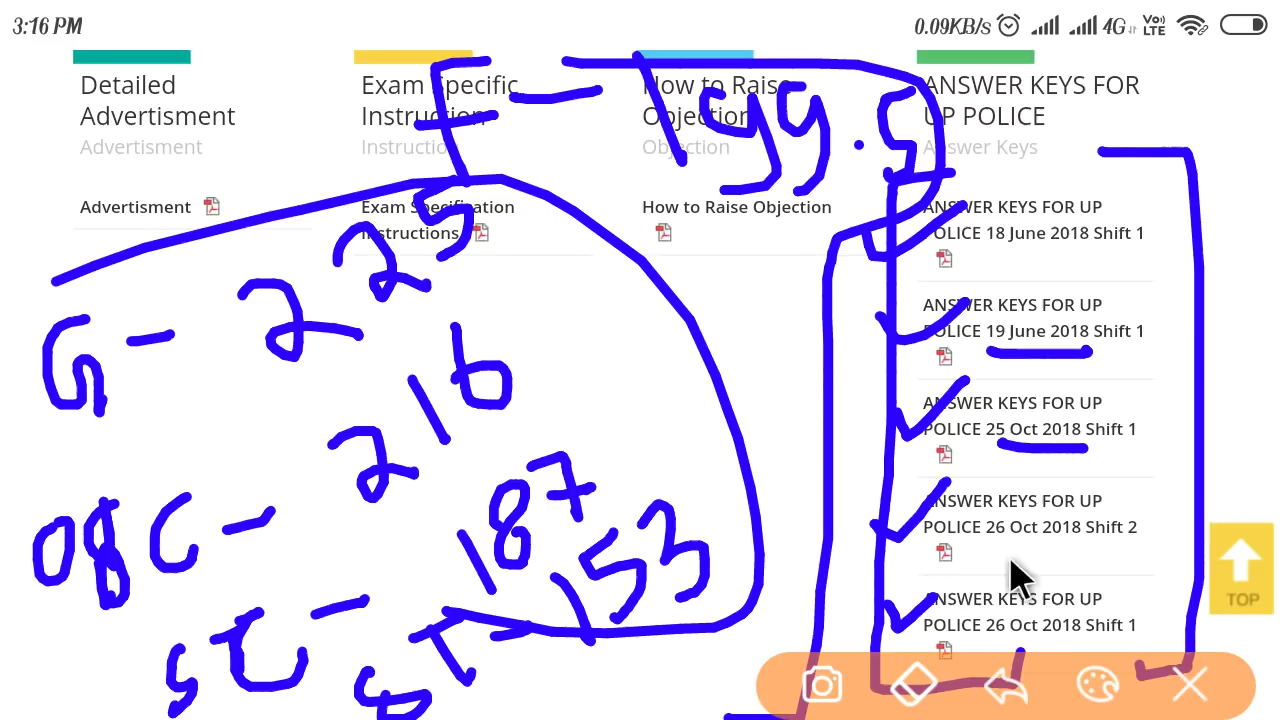 3:16 PM
0.09KB/s 4G VoD LTE
Detailed
Advertisment
Advertisment
Advertisment
Exam Specific
Instruction
Instruction
Exam Specification
Instructions
How to Raise
Objection
Objection
How to Raise Objection
ANSWER KEYS FOR
UP POLICE
Answer Keys
ANSWER KEYS FOR UP
POLICE 18 June 2018 Shift 1
ANSWER KEYS FOR UP
POLICE 19 June 2018 Shift 1
ANSWER KEYS FOR UP
POLICE 25 Oct 2018 Shift 1
ANSWER KEYS FOR UP
POLICE 26 Oct 2018 Shift 2
ANSWER KEYS FOR UP
POLICE 26 Oct 2018 Shift 1
TOP
F - 199.5
G - 225
OBC - 216
SC - 187
ST - 153